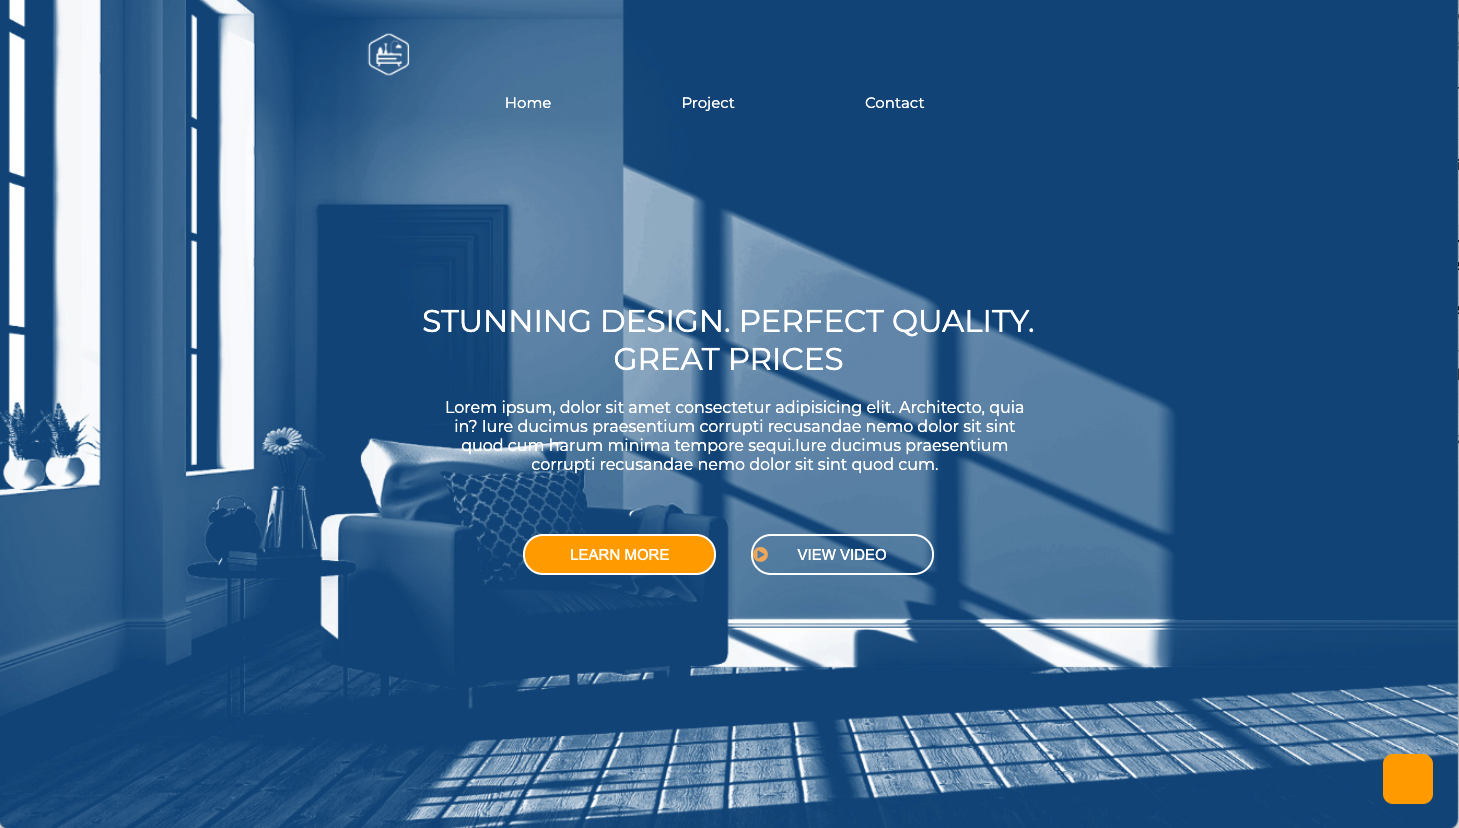 Home Project Contact
STUNNING DESIGN. PERFECT QUALITY.
GREAT PRICES
Lorem ipsum, dolor sit amet consectetur adipisicing elit. Architecto, quia
in? Iure ducimus praesentium corrupti recusandae nemo dolor sit sint
quod cum harum minima tempore sequi.Iure ducimus praesentium
corrupti recusandae nemo dolor sit sint quod cum.
LEARN MORE VIEW VIDEO